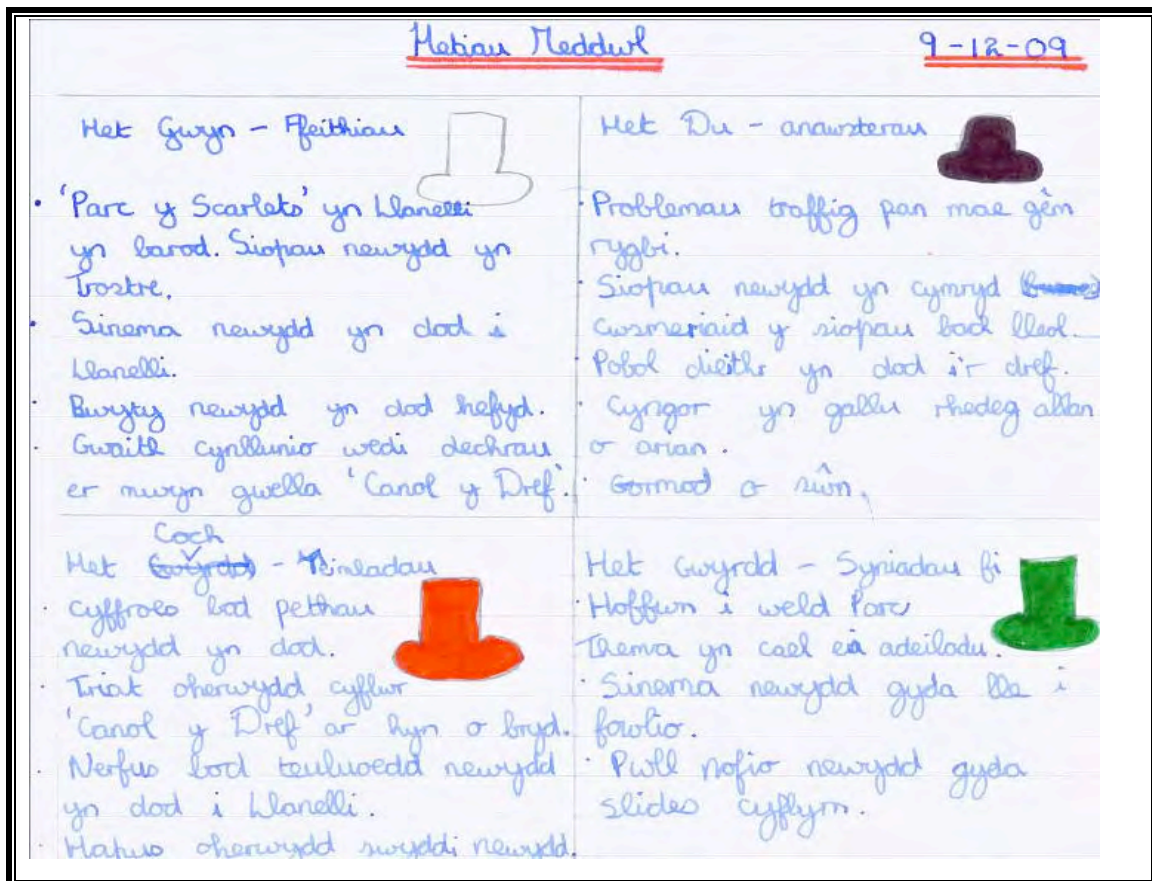 Hetiau Meddwl 9-12-09
Het Gwyn - Ffeithiau
• 'Parc y Scarlets' yn Llanelli
yn barod. Siopau newydd yn
Trostre.
• Sinema newydd yn dod i
Llanelli.
• Bwyty newydd yn dod hefyd.
• Gwaith cynllunio wedi dechrau
er mwyn gwella 'Canol y Dref'.
Het Du - anawsterau
• Problemau traffig pan mae gêm
rygbi.
• Siopau newydd yn cymryd
cwsmeriaid y siopau bach lleol.
• Pobol dieithr yn dod i'r dref.
• Cyngor yn gallu rhedeg allan
o arian.
• Gormod o sŵn.
Coch
Het Gwyrdd - Teimladau
• cyffroes bod pethau
newydd yn dod.
• Trist oherwydd cyflwr
'Canol y Dref' ar hyn o bryd.
• Nerfus bod teuluoedd newydd
yn dod i Llanelli.
• Hapus oherwydd swyddi newydd.
Het Gwyrdd - Syniadau fi
• Hoffwn i weld Parc
Thema yn cael ei adeiladu.
• Sinema newydd gyda lle i
fowlio.
• Pwll nofio newydd gyda
slides cyflym.